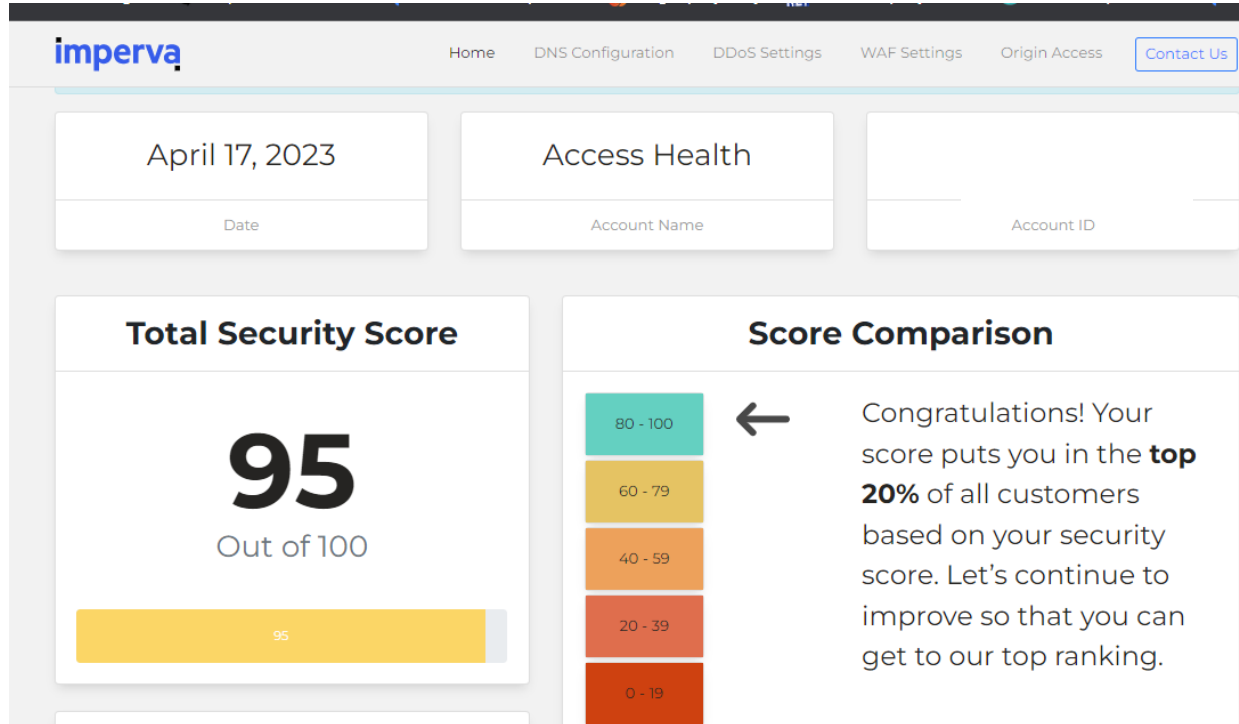 imperva
Home DNS Configuration DDoS Settings WAF Settings Origin Access Contact Us
April 17, 2023
Date
Access Health
Account Name
Account ID
Total Security Score
95
Out of 100
95
Score Comparison
80 - 100
60 - 79
40 - 59
20 - 39
0 - 19
Congratulations! Your
score puts you in the top
20% of all customers
based on your security
score. Let’s continue to
improve so that you can
get to our top ranking.